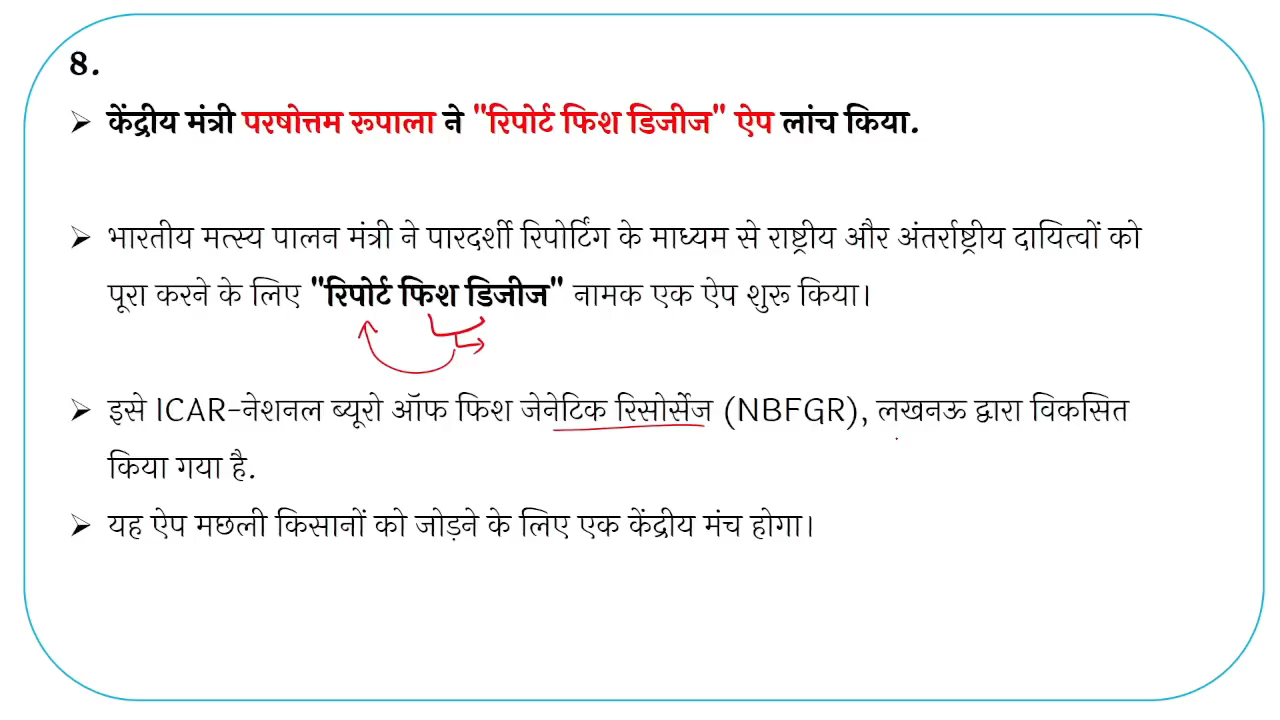 8.
➢ केंद्रीय मंत्री परषोत्तम रूपाला ने "रिपोर्ट फिश डिजीज" ऐप लांच किया.
➢ भारतीय मत्स्य पालन मंत्री ने पारदर्शी रिपोर्टिंग के माध्यम से राष्ट्रीय और अंतर्राष्ट्रीय दायित्वों को
पूरा करने के लिए "रिपोर्ट फिश डिजीज" नामक एक ऐप शुरू किया।
➢ इसे ICAR-नेशनल ब्यूरो ऑफ फिश जेनेटिक रिसोर्सेज (NBFGR), लखनऊ द्वारा विकसित
किया गया है.
➢ यह ऐप मछली किसानों को जोड़ने के लिए एक केंद्रीय मंच होगा।